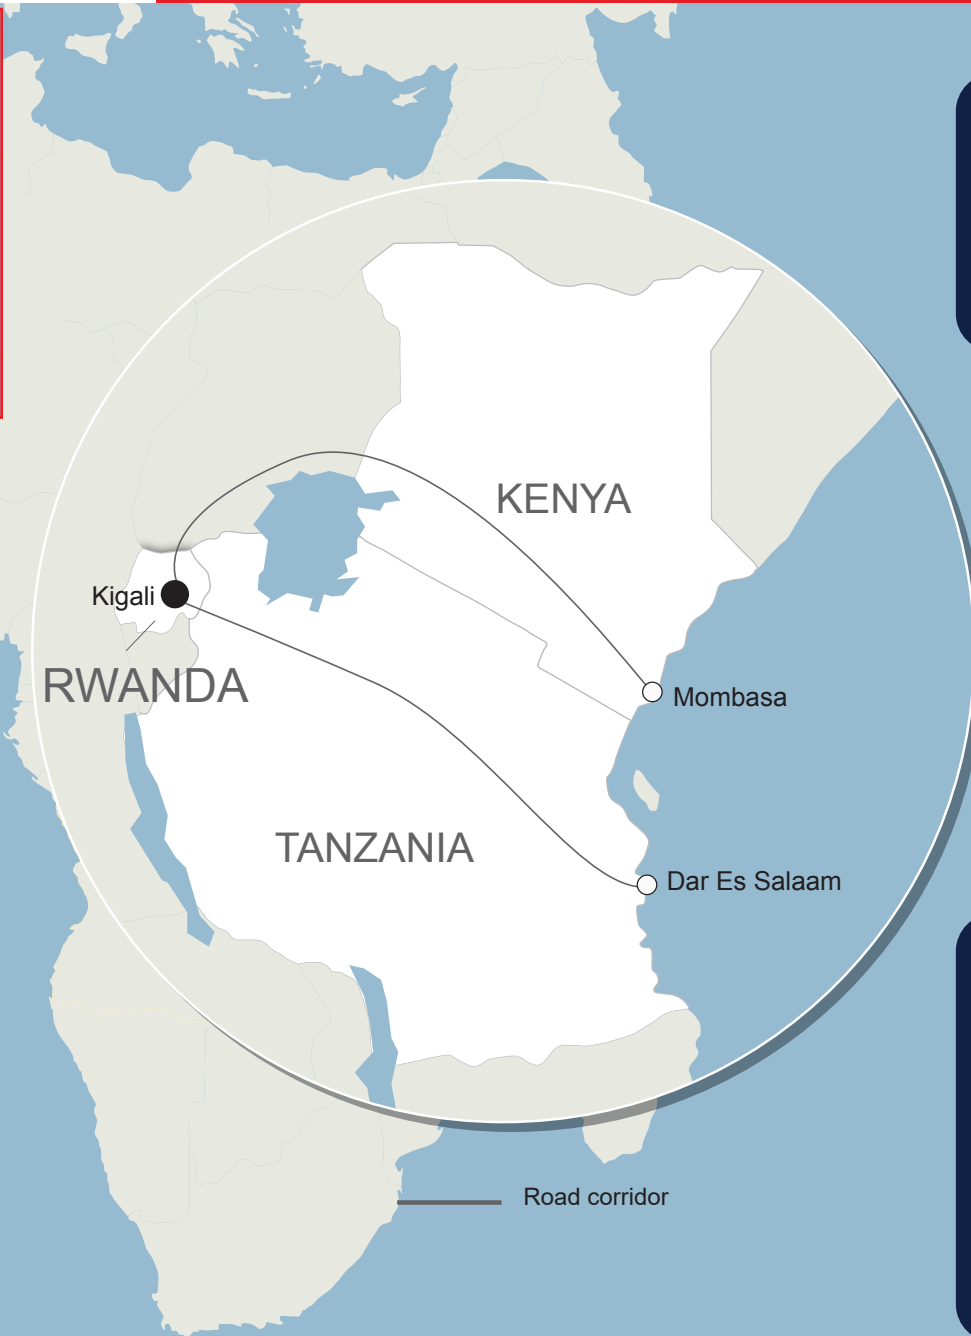 KENYA
Kigali
RWANDA
Mombasa
TANZANIA
Dar Es Salaam
Road corridor